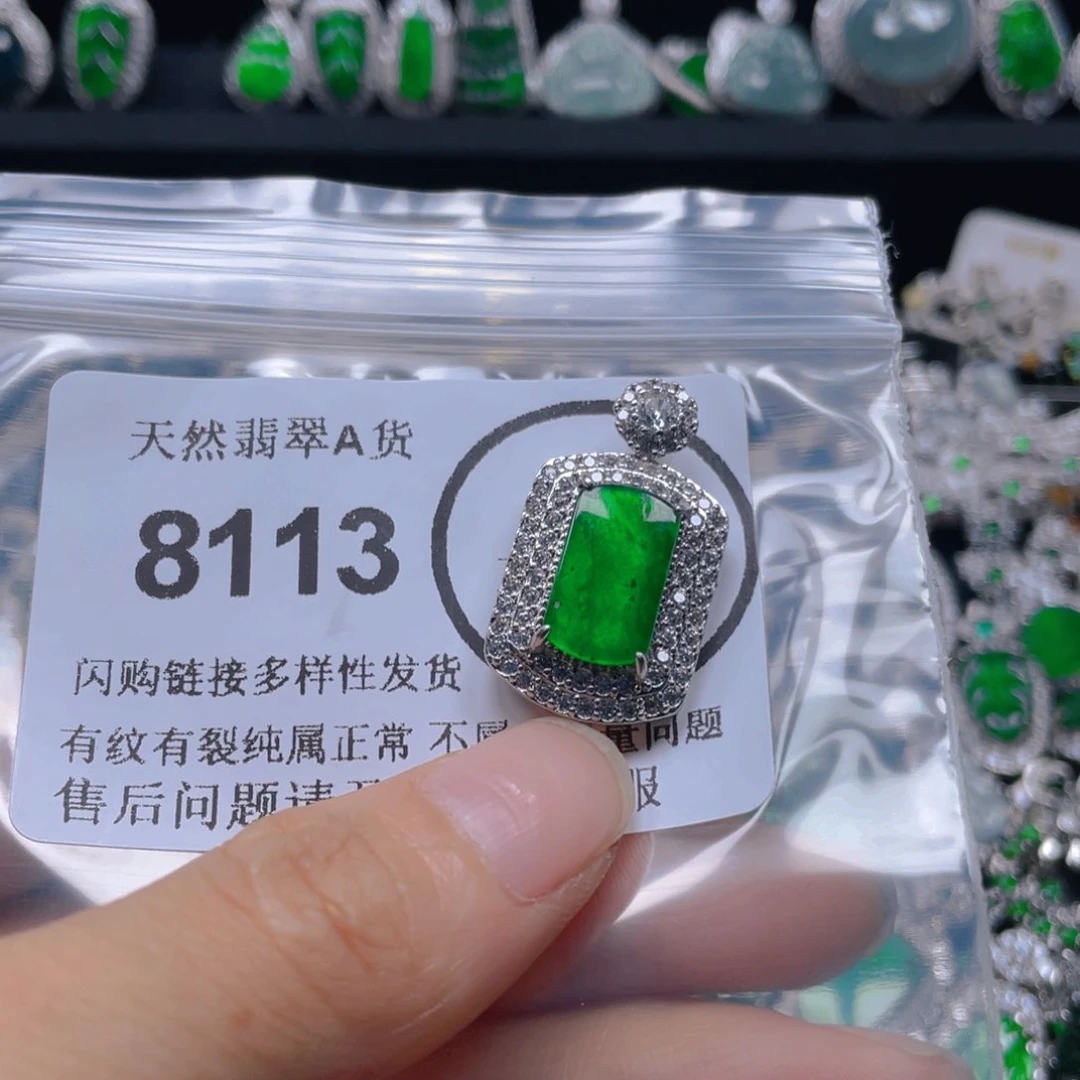 天然翡翠A货
8113
闪购链接多样性发货
有纹有裂纯属正常 不属 量问题
售后问题请 服